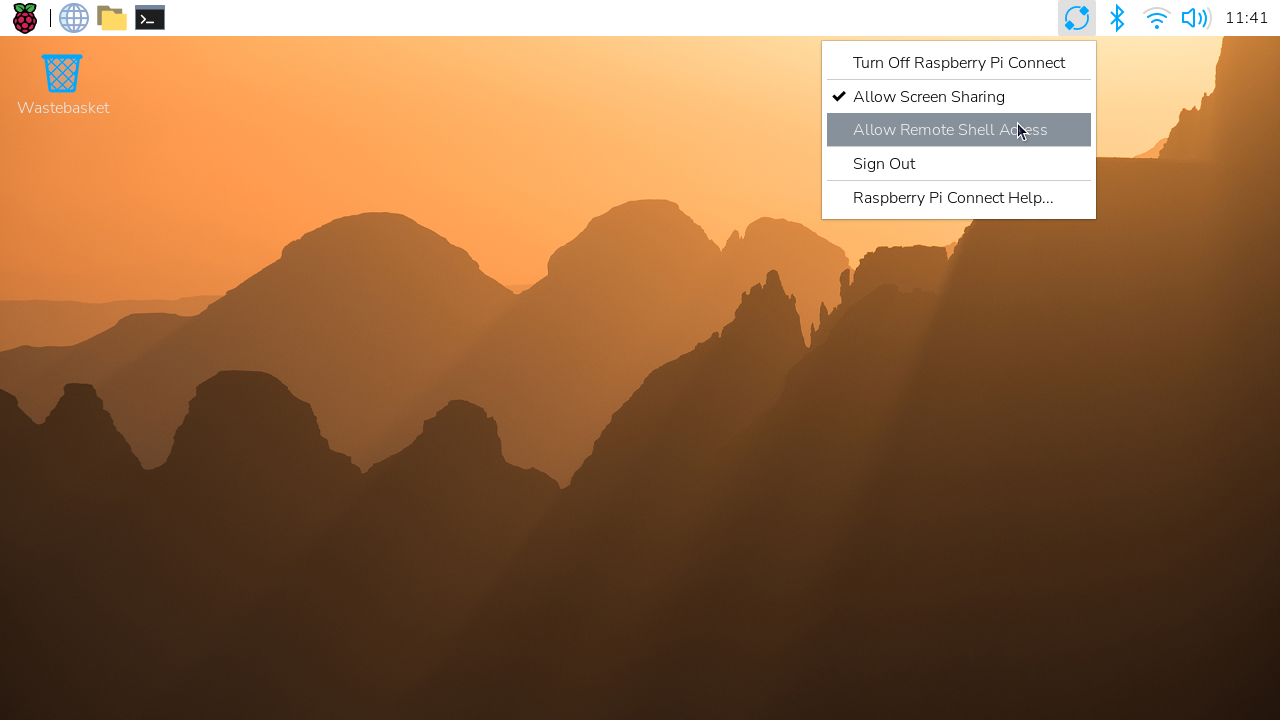 11:41
Wastebasket
Turn Off Raspberry Pi Connect
Allow Screen Sharing
Allow Remote Shell Access
Sign Out
Raspberry Pi Connect Help...